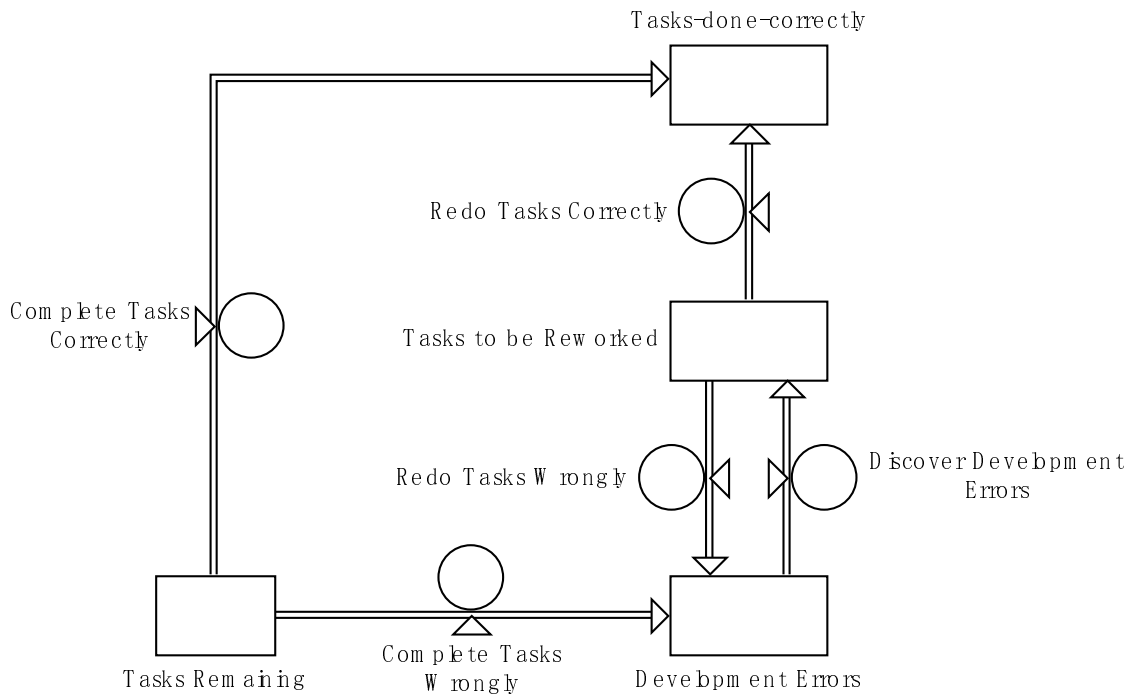 Tasks-done-correctly
Redo Tasks Correctly
Complete Tasks
Correctly
Tasks to be Reworked
Redo Tasks Wrongly
Discover Development
Errors
Complete Tasks
Wrongly
Tasks Remaining
Development Errors